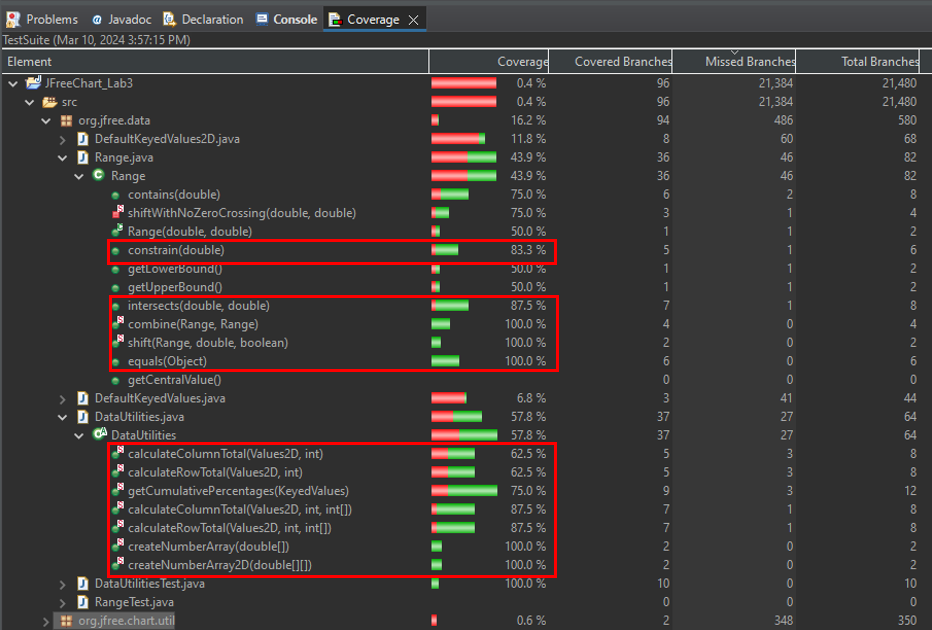 Problems Javadoc Declaration Console Coverage
TestSuite (Mar 10, 2024 3:57:15 PM)
Element Coverage Covered Branches Missed Branches Total Branches
JFreeChart_Lab3 0.4 % 96 21,384 21,480
src 0.4 % 96 21,384 21,480
org.jfree.data 16.2 % 94 486 580
DefaultKeyedValues2D.java 11.8 % 8 60 68
Range.java 43.9 % 36 46 82
Range 43.9 % 36 46 82
contains(double) 75.0 % 6 2 8
shiftWithNoZeroCrossing(double, double) 75.0 % 3 1 4
Range(double, double) 50.0 % 1 1 2
constrain(double) 83.3 % 5 1 6
getLowerBound() 50.0 % 1 1 2
getUpperBound() 50.0 % 1 1 2
intersects(double, double) 87.5 % 7 1 8
combine(Range, Range) 100.0 % 4 0 4
shift(Range, double, boolean) 100.0 % 2 0 2
equals(Object) 100.0 % 6 0 6
getCentralValue() 0 0 0
DefaultKeyedValues.java 6.8 % 3 41 44
DataUtilities.java 57.8 % 37 27 64
DataUtilities 57.8 % 37 27 64
calculateColumnTotal(Values2D, int) 62.5 % 5 3 8
calculateRowTotal(Values2D, int) 62.5 % 5 3 8
getCumulativePercentages(KeyedValues) 75.0 % 9 3 12
calculateColumnTotal(Values2D, int, int[]) 87.5 % 7 1 8
calculateRowTotal(Values2D, int, int[]) 87.5 % 7 1 8
createNumberArray(double[]) 100.0 % 2 0 2
createNumberArray2D(double[][]) 100.0 % 2 0 2
DataUtilitiesTest.java 100.0 % 10 0 10
RangeTest.java 0 0 0
org.jfree.chart.util 0.6 % 2 348 350